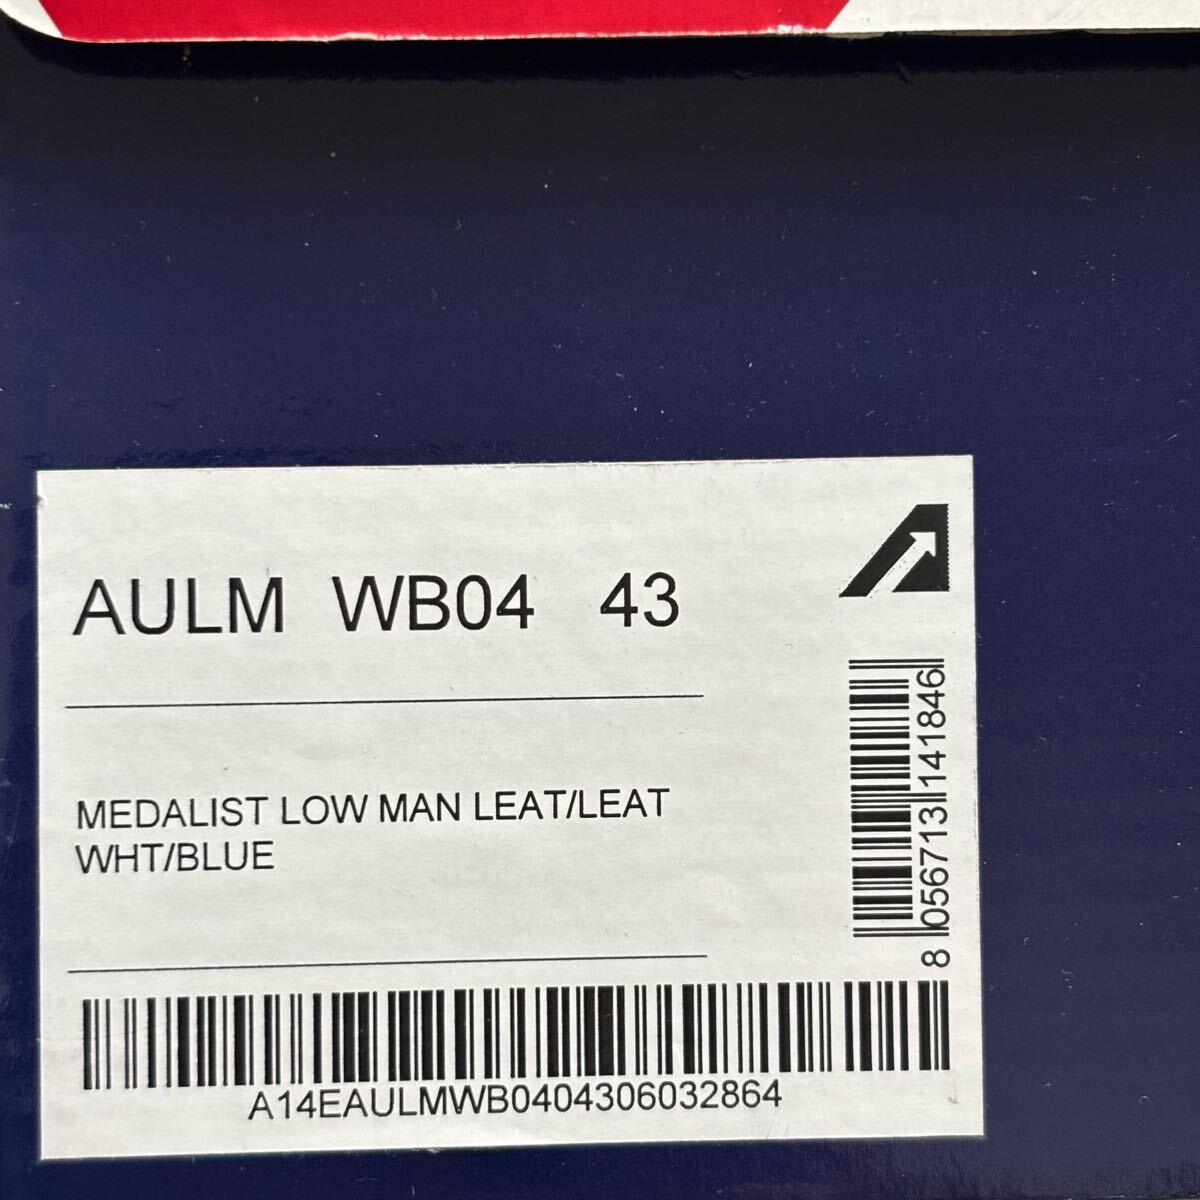 AULM WB04 43
MEDALIST LOW MAN LEAT/LEAT
WHT/BLUE
A14EAULMWB0404306032864
8 056713 141846